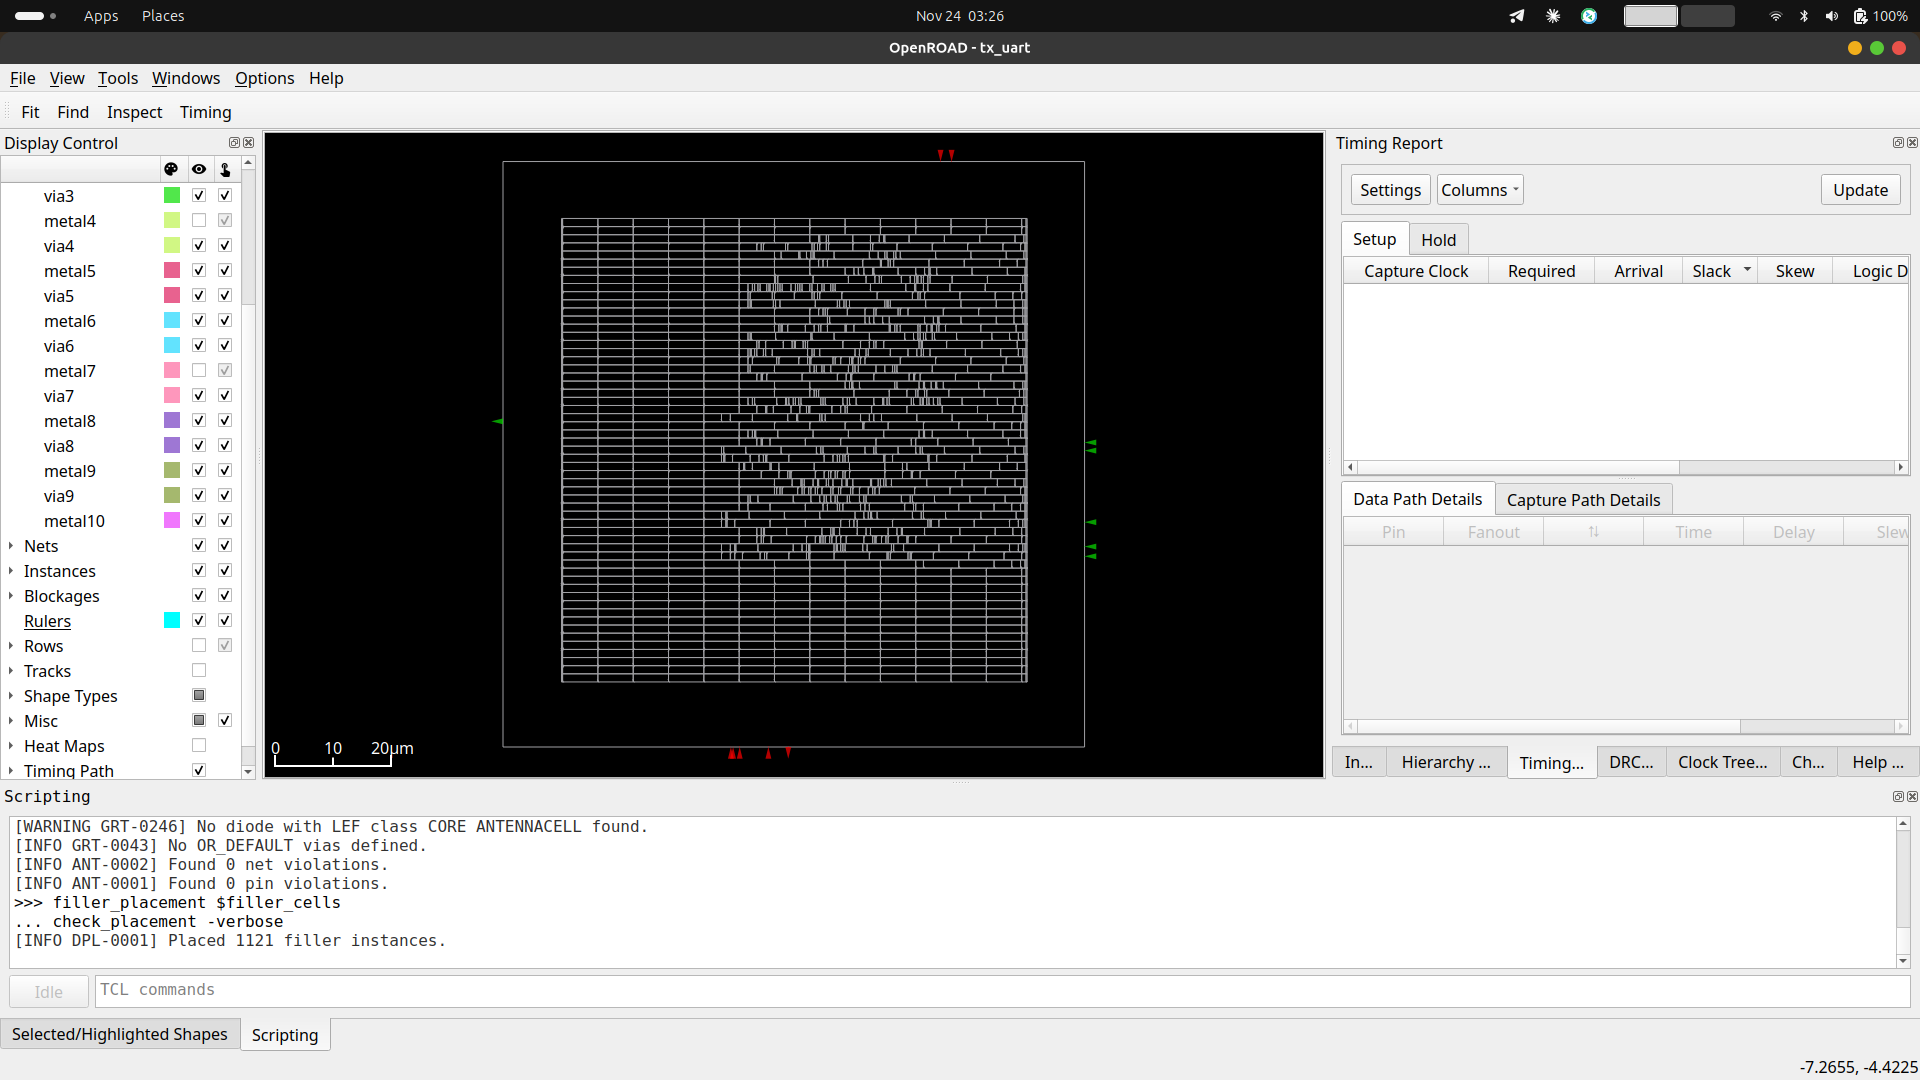 Apps Places Nov 24 03:26 100%
OpenROAD - tx_uart
File View Tools Windows Options Help
Fit Find Inspect Timing
Display Control
via3
metal4
via4
metal5
via5
metal6
via6
metal7
via7
metal8
via8
metal9
via9
metal10
Nets
Instances
Blockages
Rulers
Rows
Tracks
Shape Types
Misc
Heat Maps
Timing Path
0 10 20μm
Timing Report
Settings Columns Update
Setup Hold
Capture Clock Required Arrival Slack Skew Logic D
Data Path Details Capture Path Details
Pin Fanout ⇅ Time Delay Slew
In... Hierarchy ... Timing... DRC... Clock Tree... Ch... Help ...
Scripting
[WARNING GRT-0246] No diode with LEF class CORE ANTENNACELL found.
[INFO GRT-0043] No OR_DEFAULT vias defined.
[INFO ANT-0002] Found 0 net violations.
[INFO ANT-0001] Found 0 pin violations.
>>> filler_placement $filler_cells
... check_placement -verbose
[INFO DPL-0001] Placed 1121 filler instances.
Idle TCL commands
Selected/Highlighted Shapes Scripting
-7.2655, -4.4225